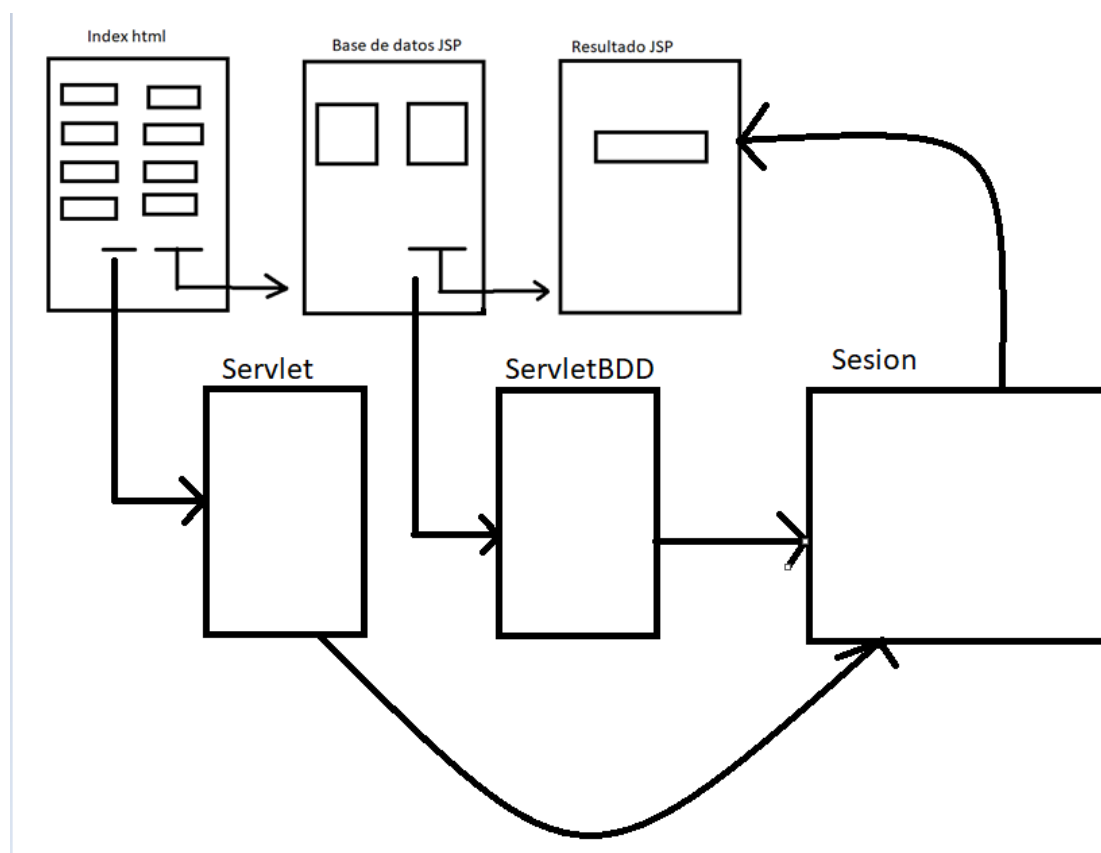 Index html
Base de datos JSP
Resultado JSP
Servlet
ServletBDD
Sesion